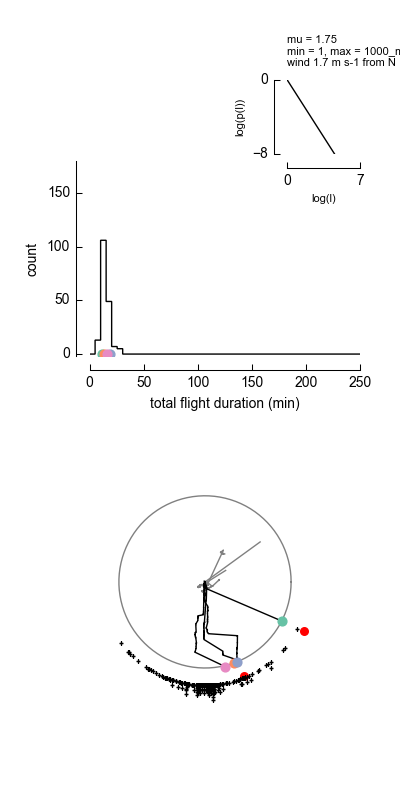 mu = 1.75
min = 1, max = 1000_m
wind 1.7 m s-1 from N
0
log(p(l))
−8
0 7
log(l)
150
count
100
50
0
0 50 100 150 200 250
total flight duration (min)